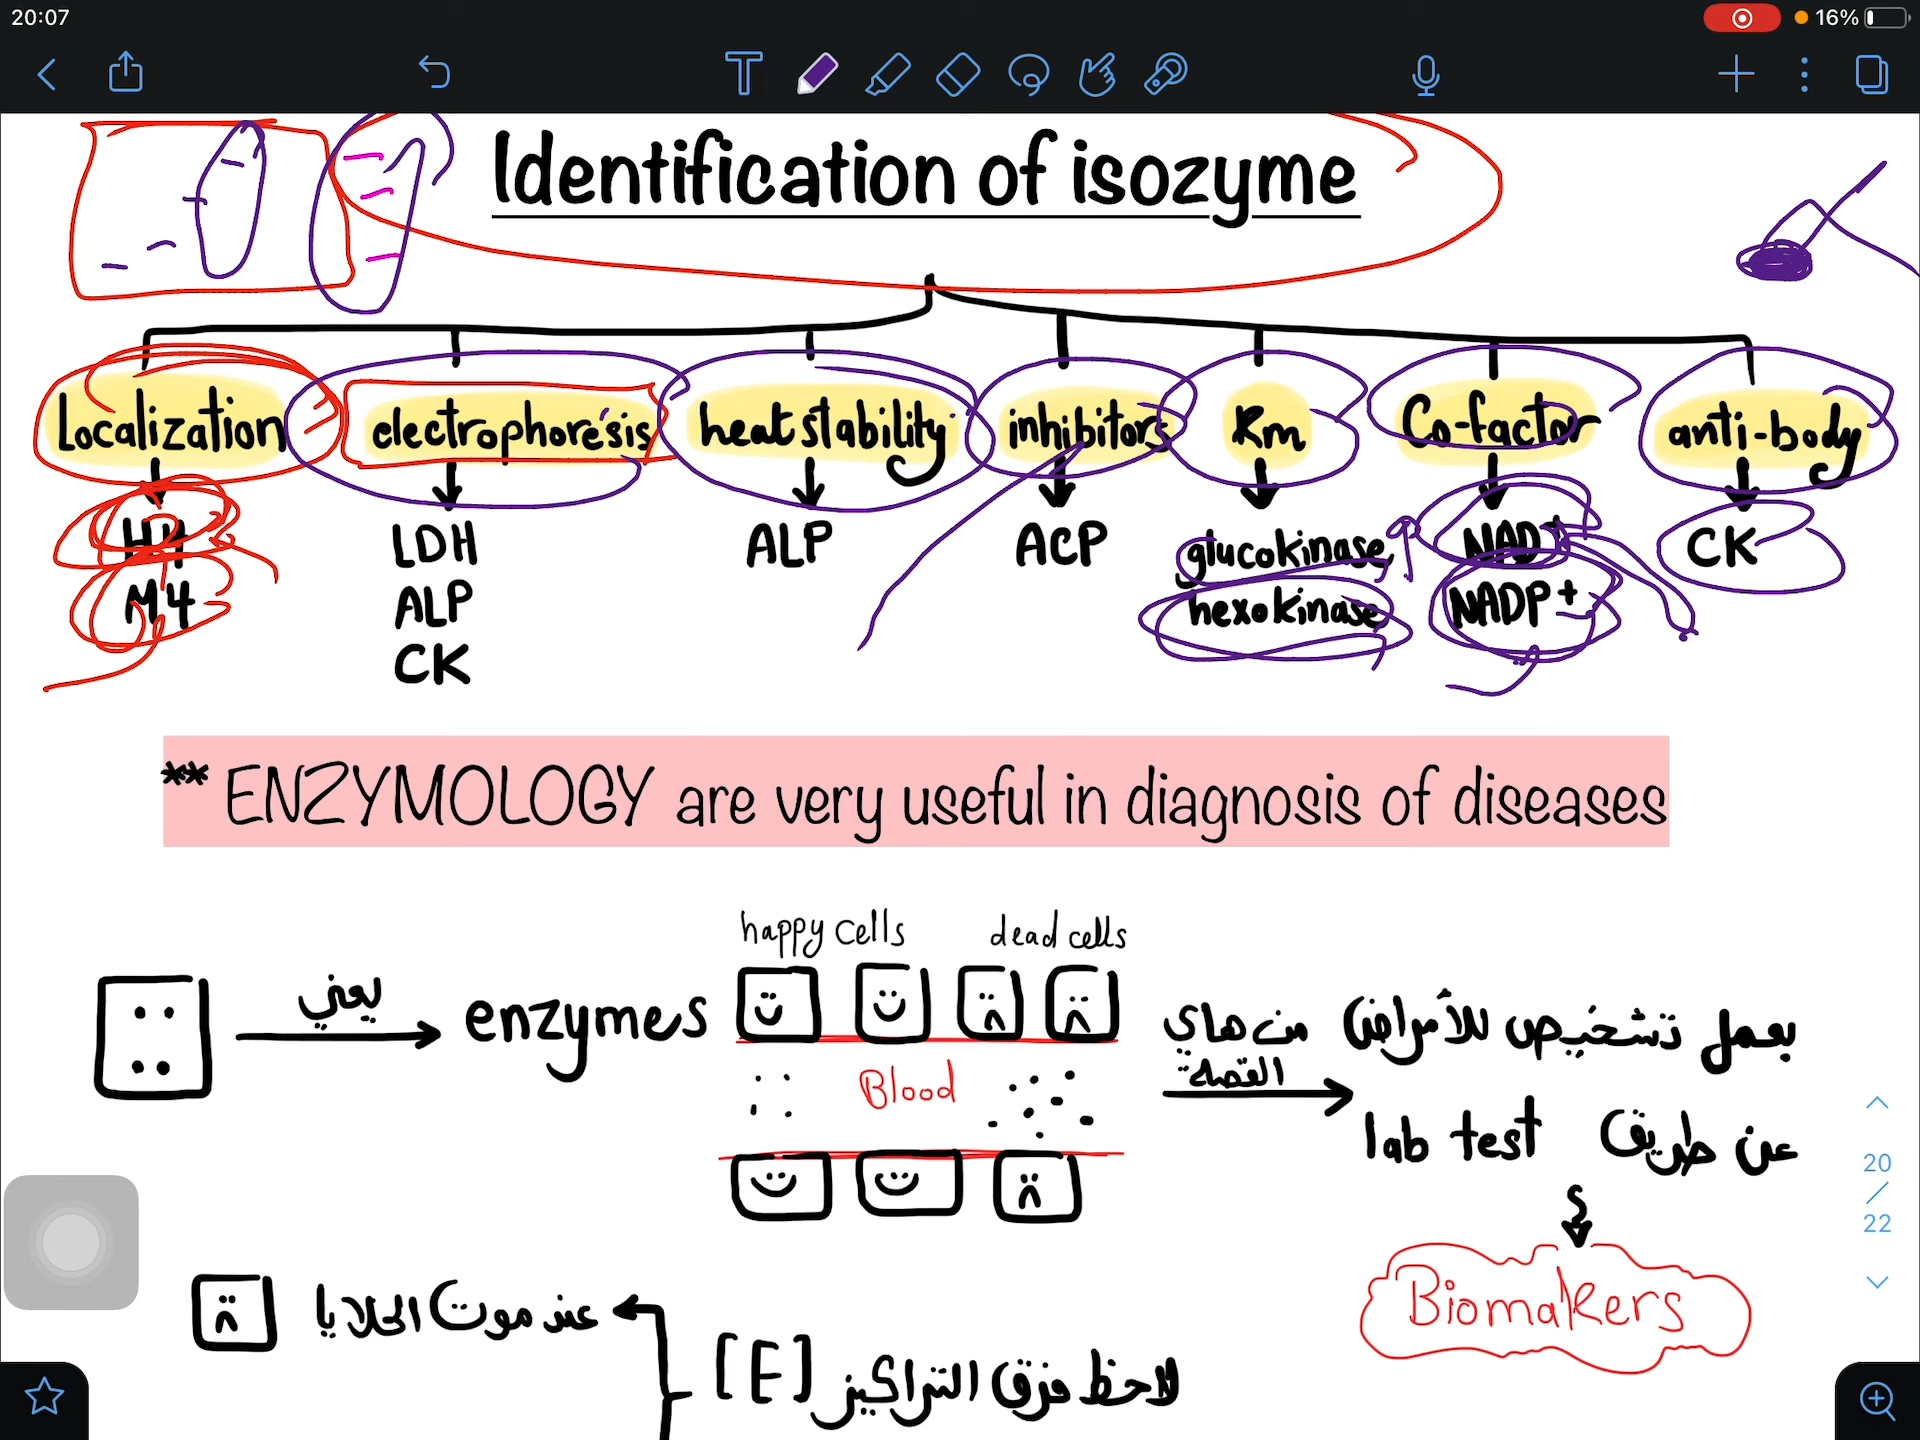 20:07
16%
Identification of isozyme
Localization electrophoresis heat stability inhibitors Km Co-factor anti-body
H4 LDH ALP ACP glucokinase NAD+ CK
M4 ALP hexokinase NADP+
CK
** ENZYMOLOGY are very useful in diagnosis of diseases
happy cells dead cells
يعني
enzymes
Blood
من هاي القصة
بعمل تشخيص للأمراض
عن طريق lab test
Biomakers
20
/
22
عند موت الخلايا
لاحظ فرق التراكيز [E]